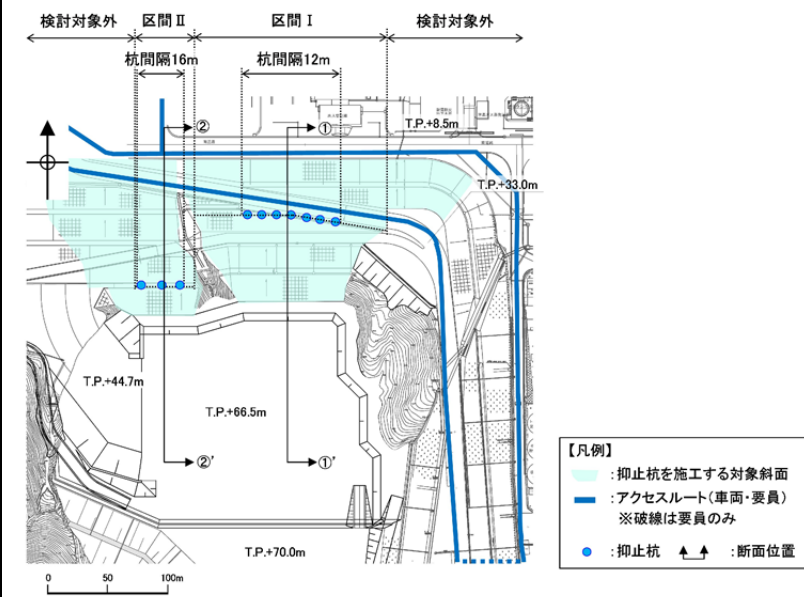 検討対象外 区間Ⅱ 区間Ⅰ 検討対象外
杭間隔16m 杭間隔12m
② ①
T.P.+8.5m
T.P.+33.0m
T.P.+44.7m
T.P.+66.5m
②' ①'
T.P.+70.0m
0 50 100m
【凡例】
:抑止杭を施工する対象斜面
:アクセスルート(車両・要員)
※破線は要員のみ
:抑止杭 :断面位置